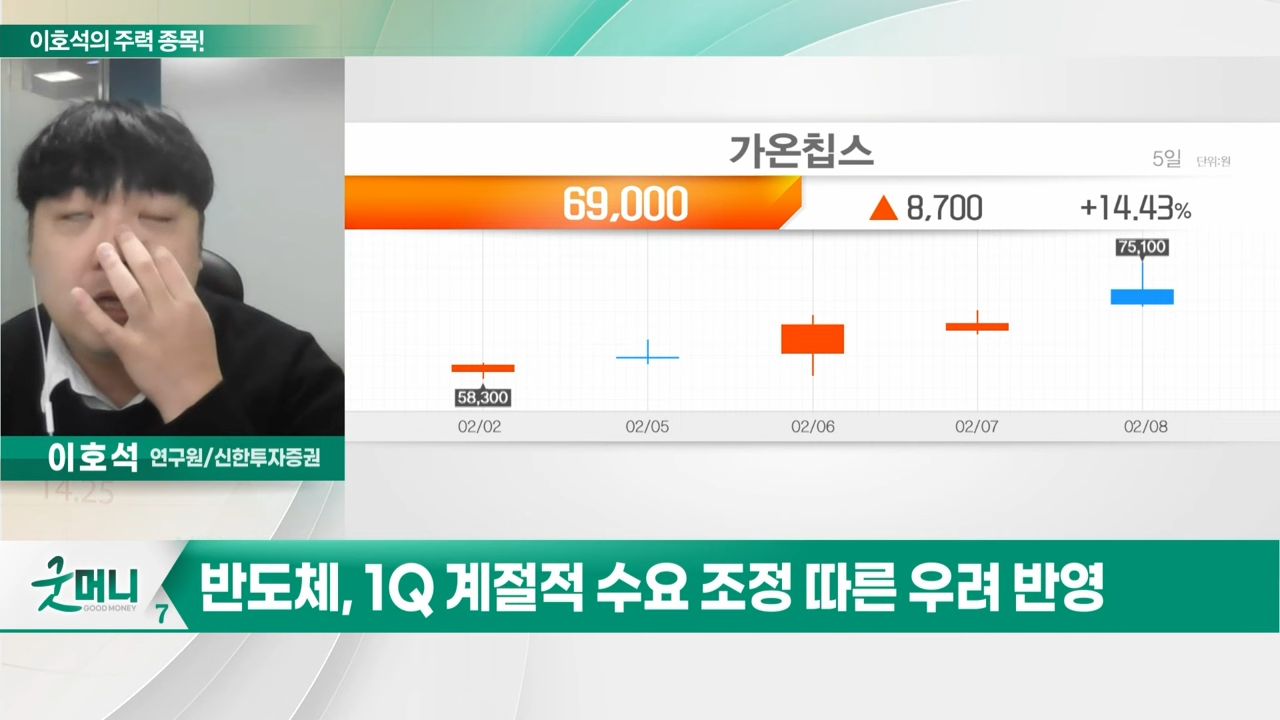 이호석의 주력 종목!
가온칩스
5일 단위:원
69,000 ▲ 8,700 +14.43%
75,100
58,300
02/02 02/05 02/06 02/07 02/08
이호석 연구원/신한투자증권
14.25
굿머니
GOOD MONEY
7
반도체, 1Q 계절적 수요 조정 따른 우려 반영